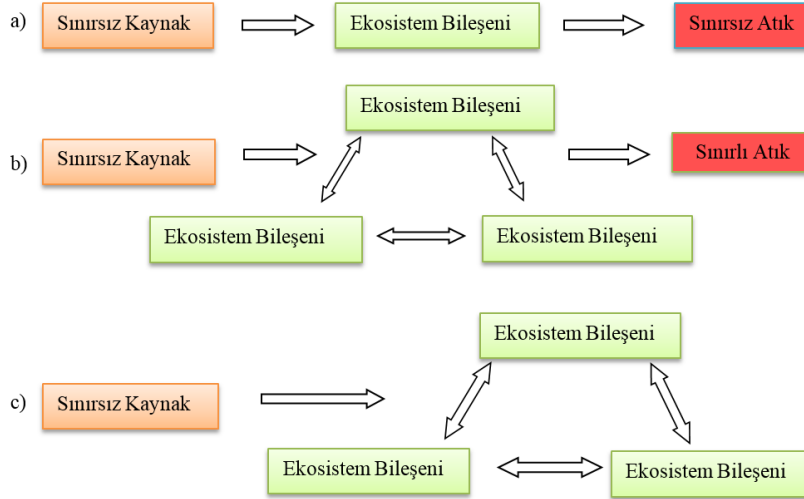 a) Sınırsız Kaynak Ekosistem Bileşeni Sınırsız Atık
Ekosistem Bileşeni
b) Sınırsız Kaynak Sınırlı Atık
Ekosistem Bileşeni Ekosistem Bileşeni
Ekosistem Bileşeni
c) Sınırsız Kaynak
Ekosistem Bileşeni Ekosistem Bileşeni